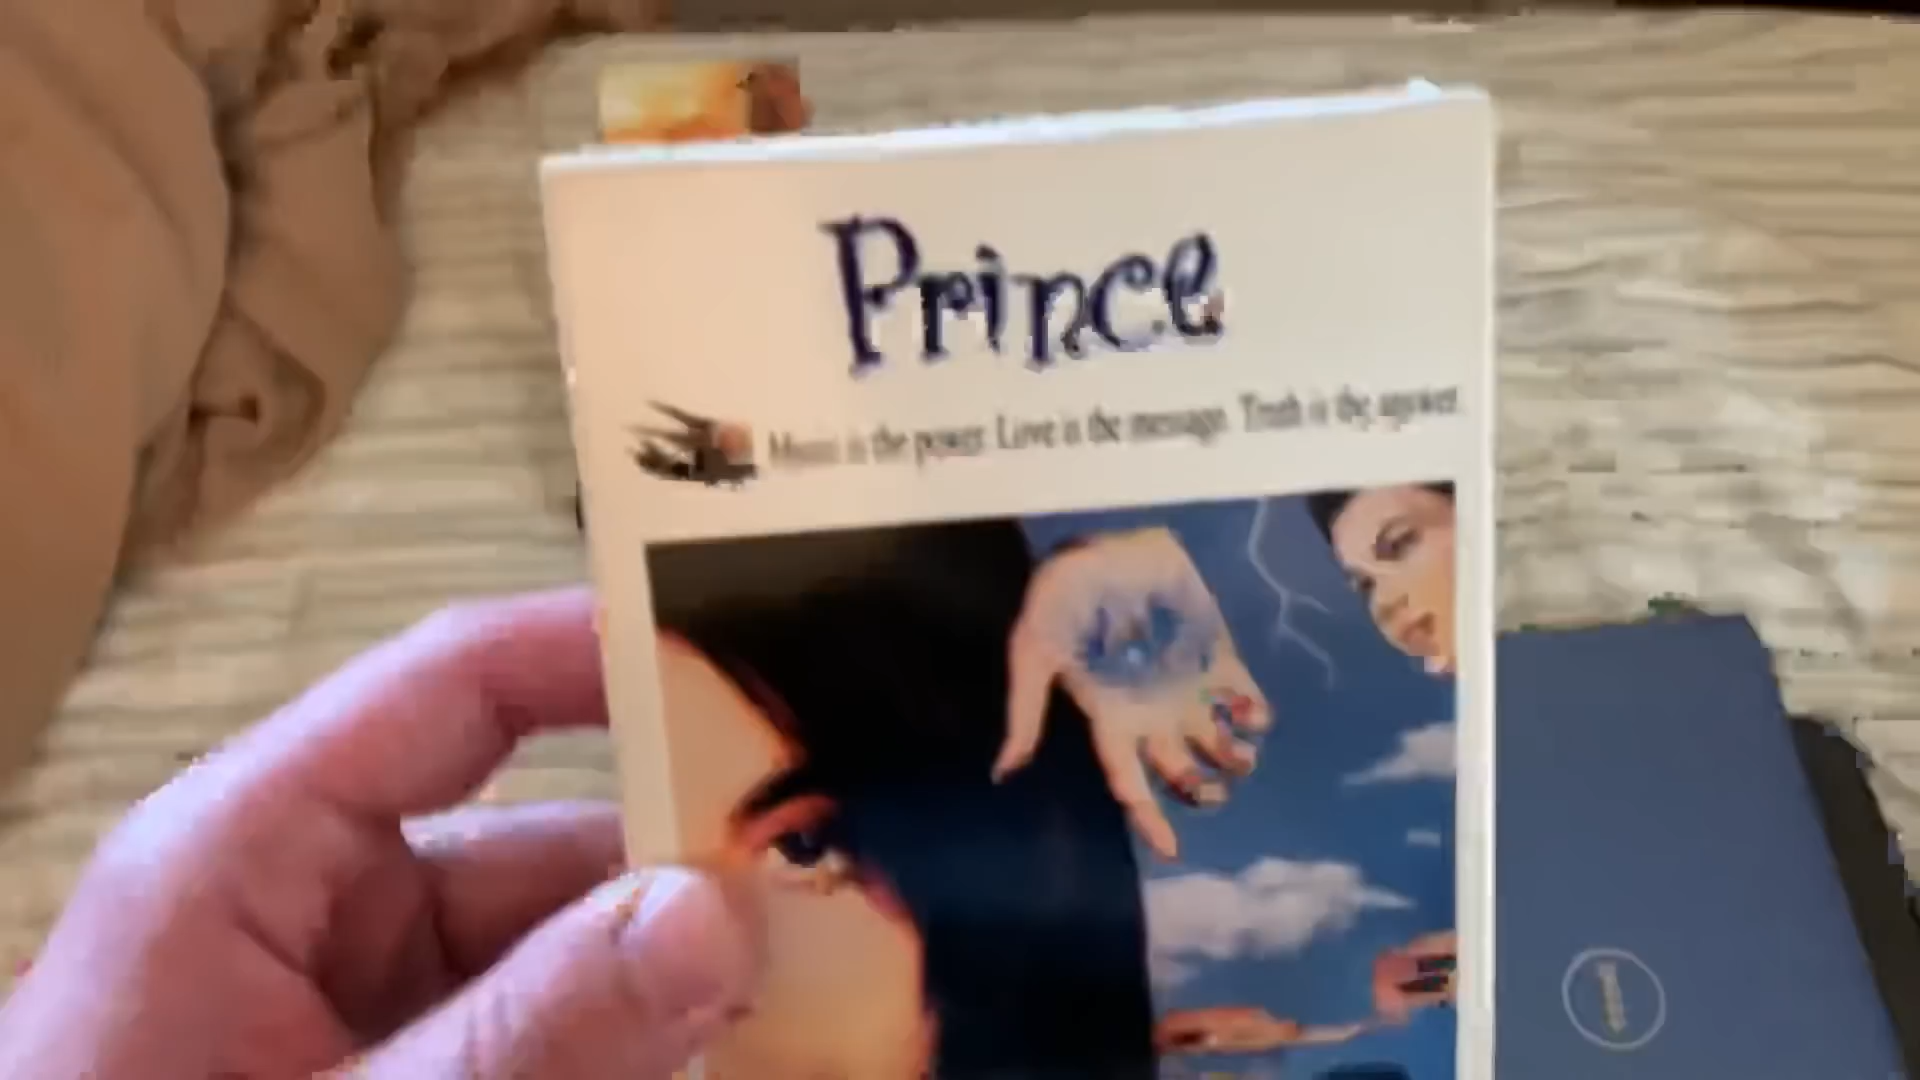 Prince
Music is the power. Love is the message. Truth is the answer.